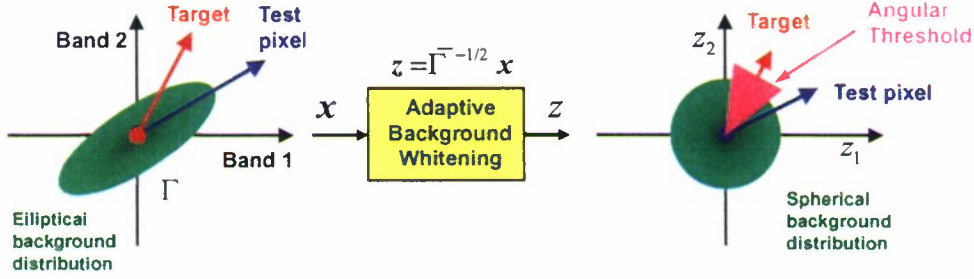 Band 2
Target
Test
pixel
Band 1
Γ
Eiliptical
background
distribution
x
z = Γ̄^-1/2 x
Adaptive
Background
Whitening
z
z2
Target
Angular
Threshold
Test pixel
z1
Spherical
background
distribution